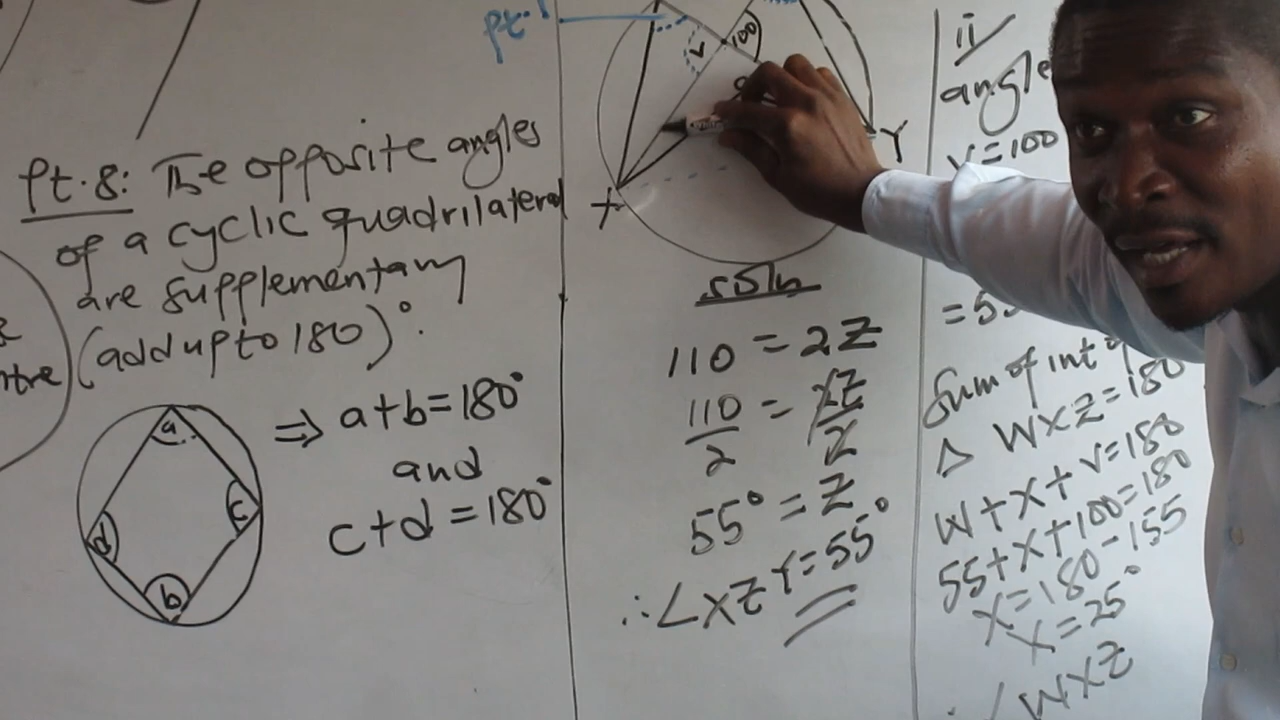 Pt.8: The opposite angles
of a cyclic quadrilateral
are supplementary
(add up to 180)°.
a
b
c
d
⇒ a+b=180°
and
c+d=180°
pt.
V
100
X
Y
soln
110 = 2Z
110/2 = 2Z/2
55° = Z
∴∠XZY=55°
ii
angle
V=100
=55
Sum of int
Δ WXZ=180
W+X+V=180
55+X+100=180
X=180-155
X=25°
∴∠WXZ